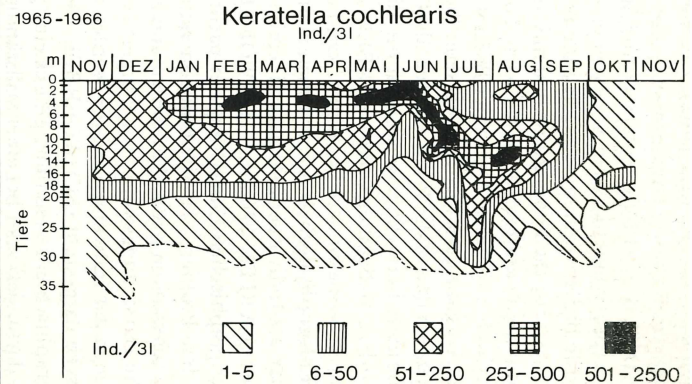 1965-1966
Keratella cochlearis
Ind./3l
m NOV DEZ JAN FEB MAR APR MAI JUN JUL AUG SEP OKT NOV
0
2
4
6
8
10
12
14
16
18
20
25
30
35
Tiefe
Ind./3l
1-5 6-50 51-250 251-500 501-2500